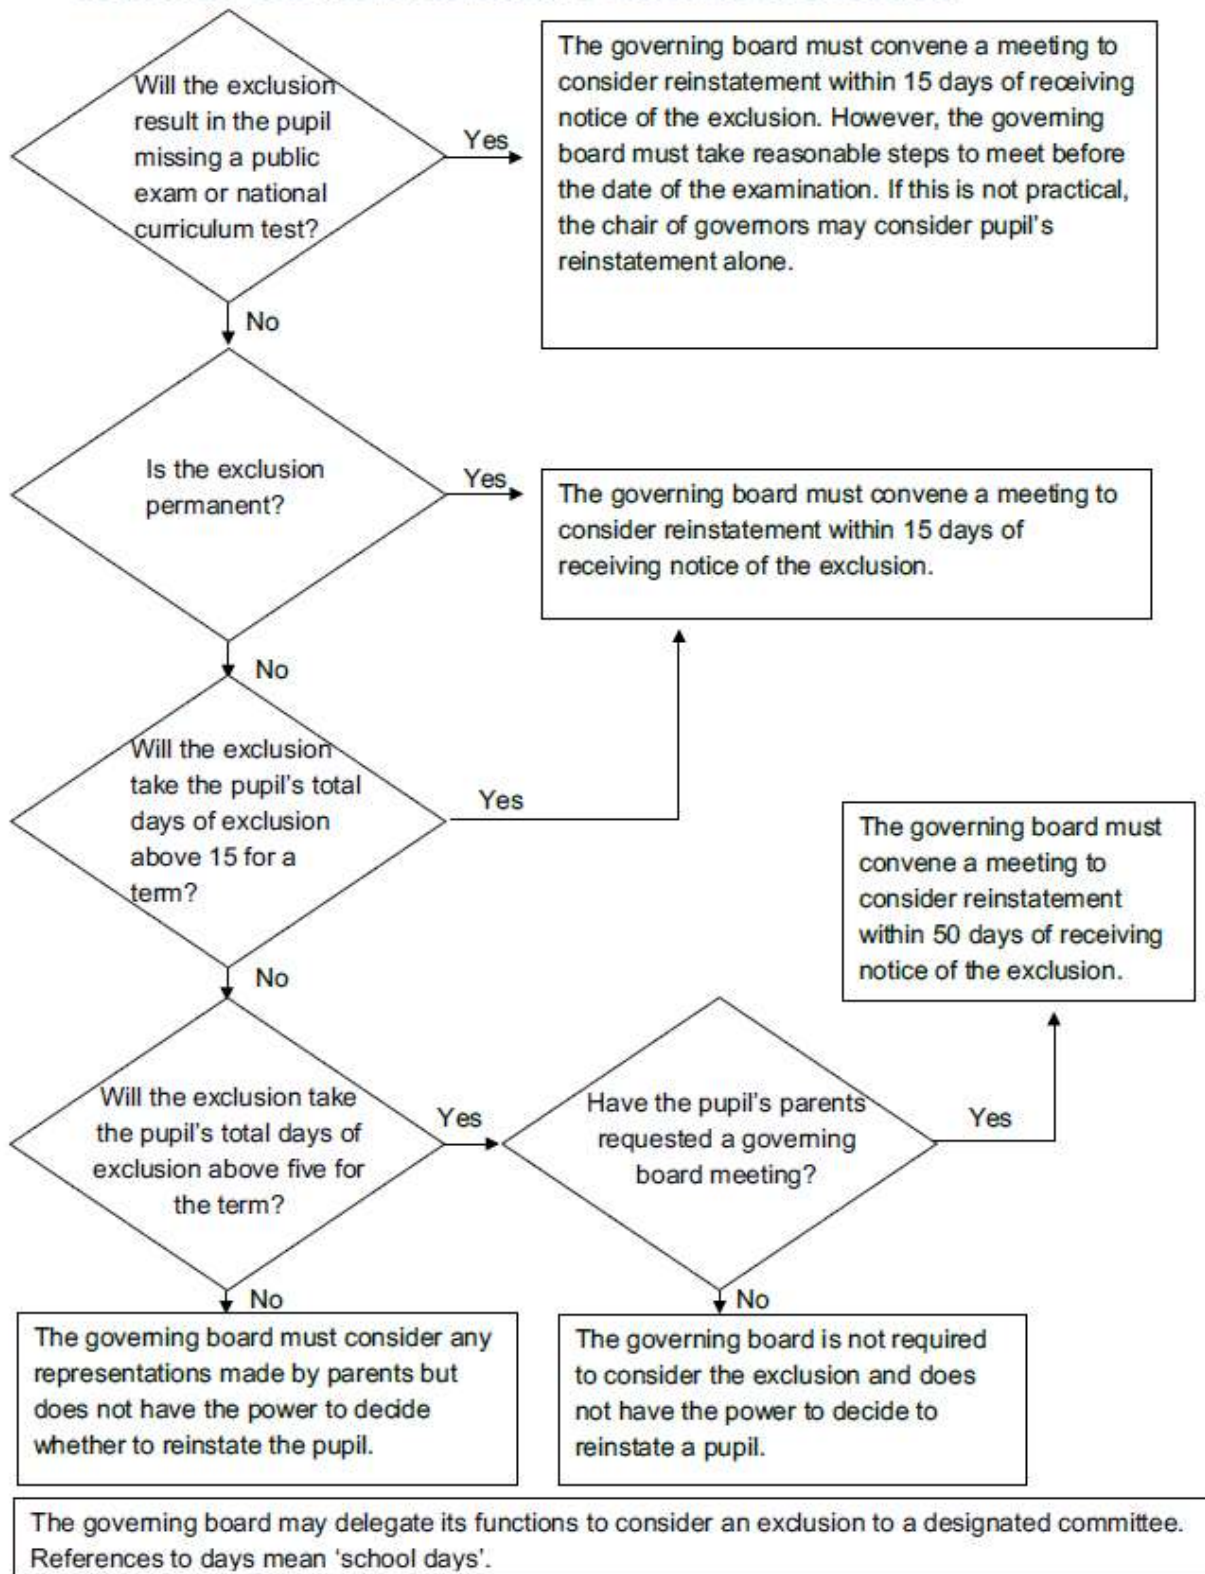 Will the exclusion
result in the pupil
missing a public
exam or national
curriculum test?
Yes
The governing board must convene a meeting to
consider reinstatement within 15 days of receiving
notice of the exclusion. However, the governing
board must take reasonable steps to meet before
the date of the examination. If this is not practical,
the chair of governors may consider pupil's
reinstatement alone.
No
Is the exclusion
permanent?
Yes
The governing board must convene a meeting to
consider reinstatement within 15 days of
receiving notice of the exclusion.
No
Will the exclusion
take the pupil's total
days of exclusion
above 15 for a
term?
Yes
The governing board must
convene a meeting to
consider reinstatement
within 50 days of receiving
notice of the exclusion.
No
Will the exclusion take
the pupil's total days of
exclusion above five for
the term?
Yes
Have the pupil's parents
requested a governing
board meeting?
Yes
No
The governing board must consider any
representations made by parents but
does not have the power to decide
whether to reinstate the pupil.
No
The governing board is not required
to consider the exclusion and does
not have the power to decide to
reinstate a pupil.
The governing board may delegate its functions to consider an exclusion to a designated committee.
References to days mean 'school days'.